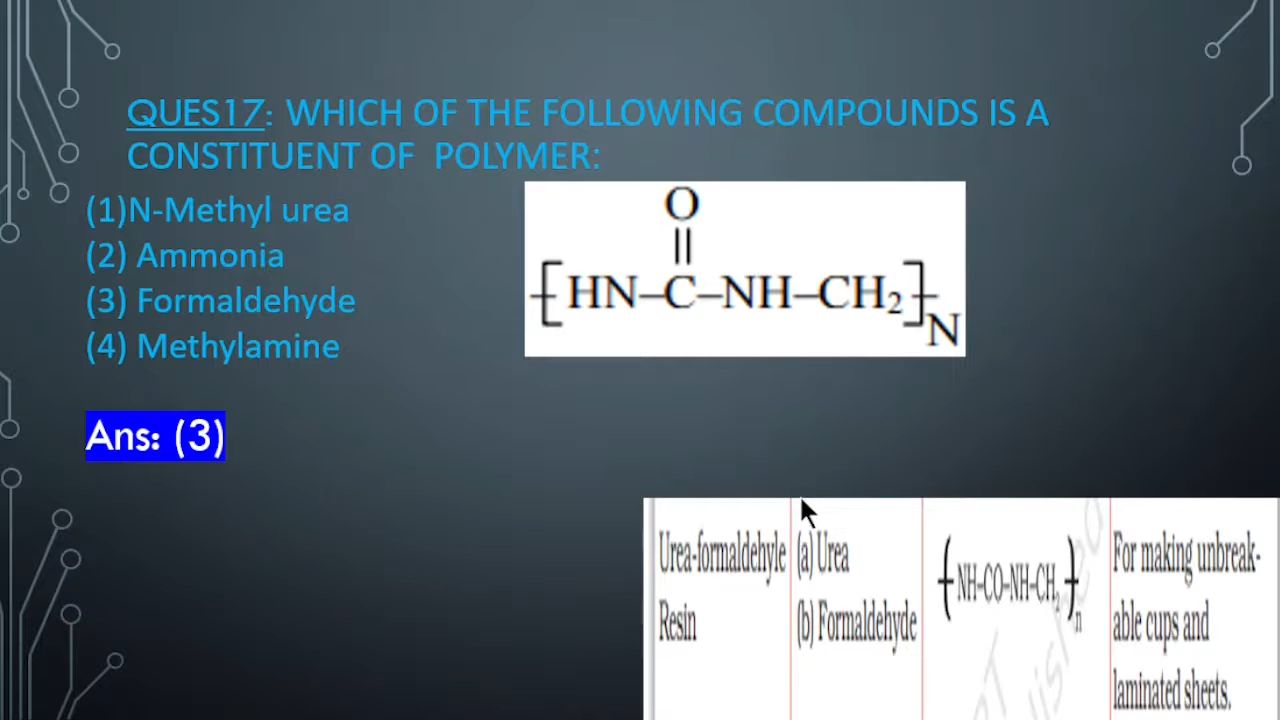 QUES17: WHICH OF THE FOLLOWING COMPOUNDS IS A
CONSTITUENT OF POLYMER:
(1)N-Methyl urea
(2) Ammonia
(3) Formaldehyde
(4) Methylamine
O
||
[HN–C–NH–CH₂]
N
Ans: (3)
Urea-formaldehyle
Resin
(a) Urea
(b) Formaldehyde
(NH-CO-NH-CH₂)n
For making unbreak-
able cups and
laminated sheets.